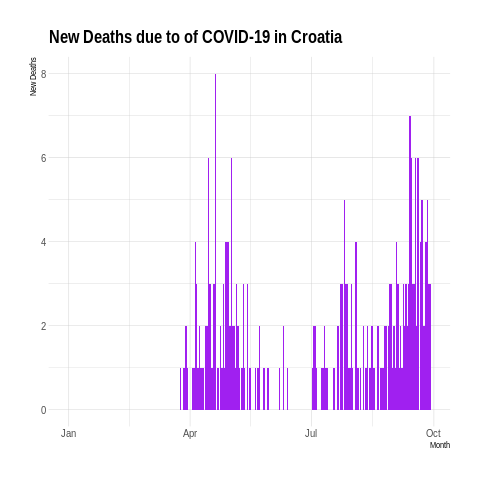 New Deaths due to of COVID-19 in Croatia
New Deaths
8
6
4
2
0
Jan Apr Jul Oct
Month